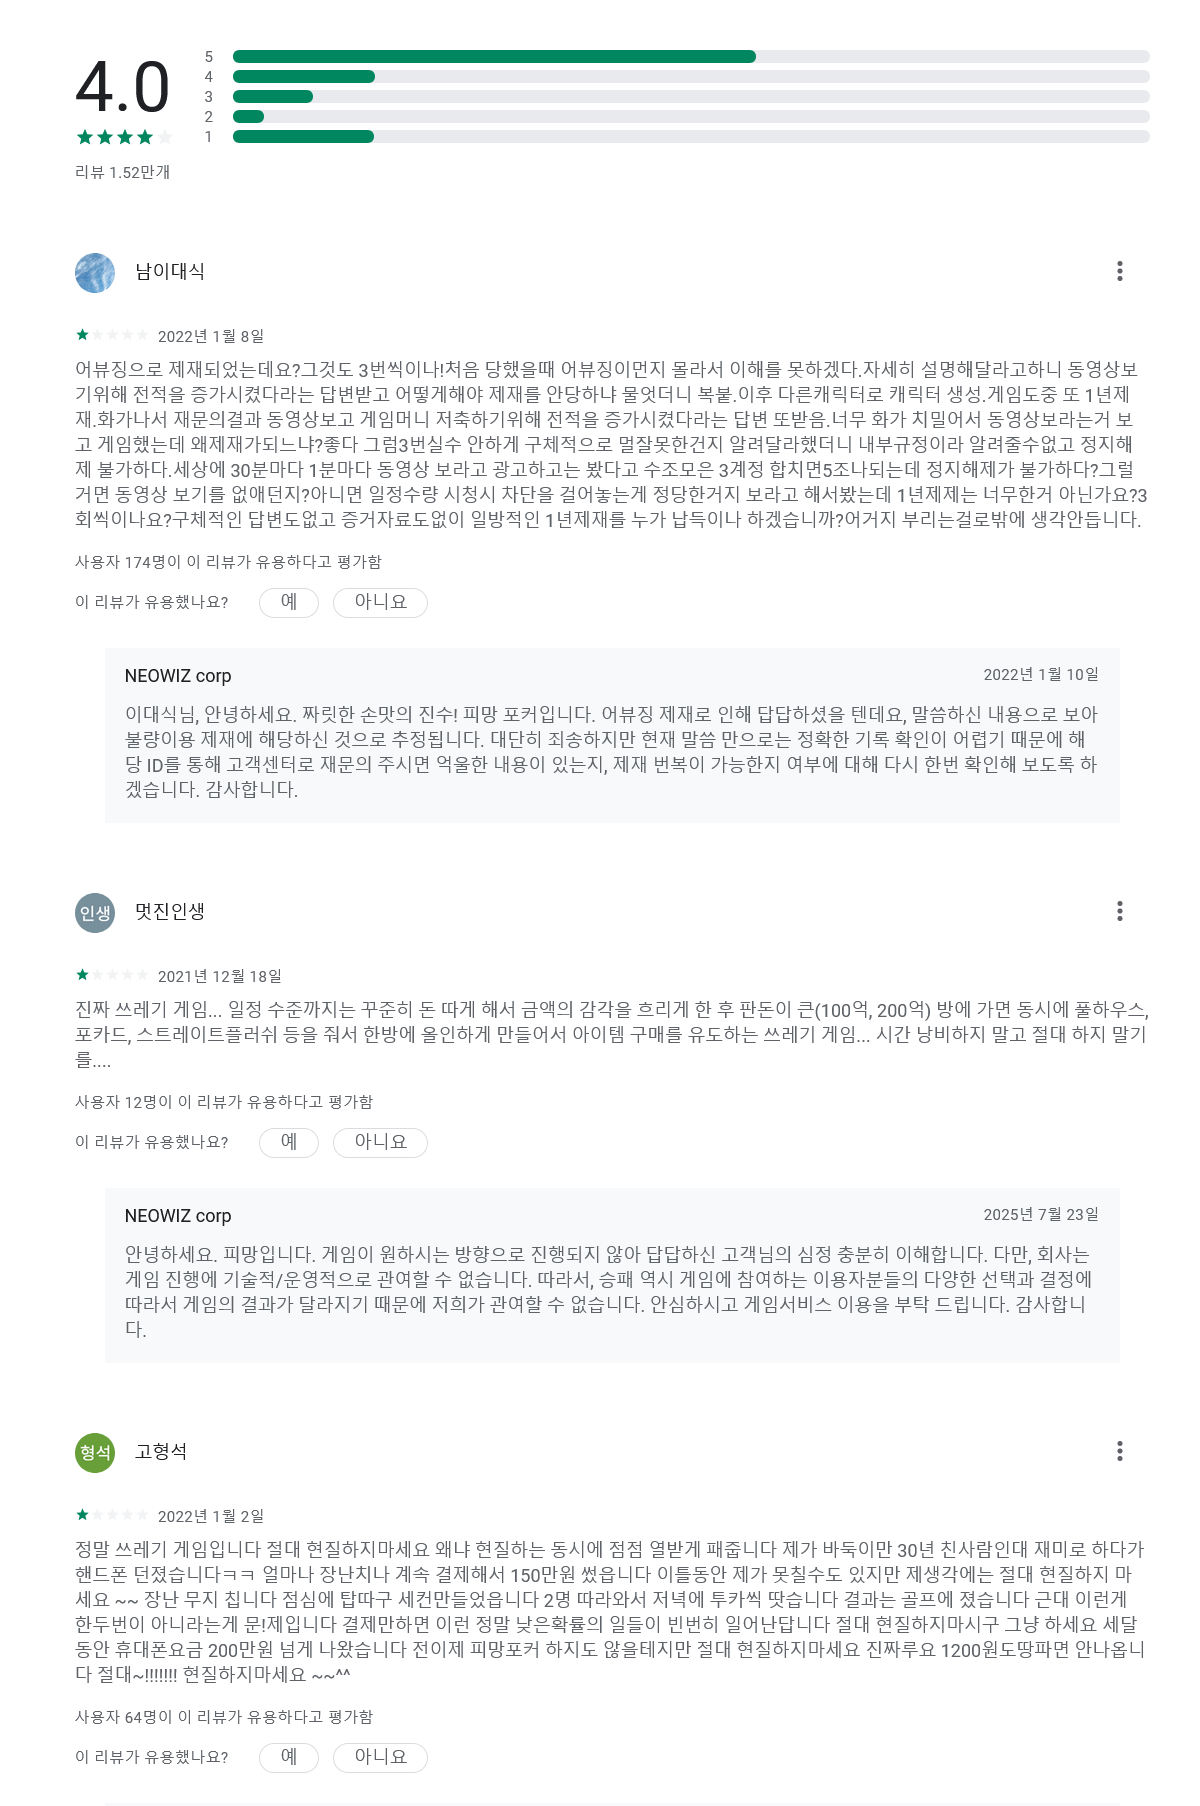 4.0
5
4
3
2
1
리뷰 1.52만개
남이대식
2022년 1월 8일
어뷰징으로 제재되었는데요?그것도 3번씩이나!처음 당했을때 어뷰징이먼지 몰라서 이해를 못하겠다.자세히 설명해달라고하니 동영상보
기위해 전적을 증가시켰다라는 답변받고 어떻게해야 제재를 안당하냐 물엇더니 복붙.이후 다른캐릭터로 캐릭터 생성.게임도중 또 1년제
재.화가나서 재문의결과 동영상보고 게임머니 저축하기위해 전적을 증가시켰다라는 답변 또받음.너무 화가 치밀어서 동영상보라는거 보
고 게임했는데 왜제재가되느냐?좋다 그럼3번실수 안하게 구체적으로 멀잘못한건지 알려달라했더니 내부규정이라 알려줄수없고 정지해
제 불가하다.세상에 30분마다 1분마다 동영상 보라고 광고하고는 봤다고 수조모은 3계정 합치면5조나되는데 정지해제가 불가하다?그럴
거면 동영상 보기를 없애던지?아니면 일정수량 시청시 차단을 걸어놓는게 정당한거지 보라고 해서봤는데 1년제제는 너무한거 아닌가요?3
회씩이나요?구체적인 답변도없고 증거자료도없이 일방적인 1년제재를 누가 납득이나 하겠습니까?어거지 부리는걸로밖에 생각안듭니다.
사용자 174명이 이 리뷰가 유용하다고 평가함
이 리뷰가 유용했나요? 예 아니요
NEOWIZ corp 2022년 1월 10일
이대식님, 안녕하세요. 짜릿한 손맛의 진수! 피망 포커입니다. 어뷰징 제재로 인해 답답하셨을 텐데요, 말씀하신 내용으로 보아
불량이용 제재에 해당하신 것으로 추정됩니다. 대단히 죄송하지만 현재 말씀 만으로는 정확한 기록 확인이 어렵기 때문에 해
당 ID를 통해 고객센터로 재문의 주시면 억울한 내용이 있는지, 제재 번복이 가능한지 여부에 대해 다시 한번 확인해 보도록 하
겠습니다. 감사합니다.
인생
멋진인생
2021년 12월 18일
진짜 쓰레기 게임... 일정 수준까지는 꾸준히 돈 따게 해서 금액의 감각을 흐리게 한 후 판돈이 큰(100억, 200억) 방에 가면 동시에 풀하우스,
포카드, 스트레이트플러쉬 등을 줘서 한방에 올인하게 만들어서 아이템 구매를 유도하는 쓰레기 게임... 시간 낭비하지 말고 절대 하지 말기
를....
사용자 12명이 이 리뷰가 유용하다고 평가함
이 리뷰가 유용했나요? 예 아니요
NEOWIZ corp 2025년 7월 23일
안녕하세요. 피망입니다. 게임이 원하시는 방향으로 진행되지 않아 답답하신 고객님의 심정 충분히 이해합니다. 다만, 회사는
게임 진행에 기술적/운영적으로 관여할 수 없습니다. 따라서, 승패 역시 게임에 참여하는 이용자분들의 다양한 선택과 결정에
따라서 게임의 결과가 달라지기 때문에 저희가 관여할 수 없습니다. 안심하시고 게임서비스 이용을 부탁 드립니다. 감사합니
다.
형석
고형석
2022년 1월 2일
정말 쓰레기 게임입니다 절대 현질하지마세요 왜냐 현질하는 동시에 점점 열받게 패줍니다 제가 바둑이만 30년 친사람인대 재미로 하다가
핸드폰 던졌습니다ㅋㅋ 얼마나 장난치나 계속 결제해서 150만원 썼읍니다 이틀동안 제가 못칠수도 있지만 제생각에는 절대 현질하지 마
세요 ~~ 장난 무지 칩니다 점심에 탑따구 세컨만들었읍니다 2명 따라와서 저녁에 투카씩 땃습니다 결과는 골프에 졌습니다 근대 이런게
한두번이 아니라는게 문!제입니다 결제만하면 이런 정말 낮은확률의 일들이 빈번히 일어난답니다 절대 현질하지마시구 그냥 하세요 세달
동안 휴대폰요금 200만원 넘게 나왔습니다 전이제 피망포커 하지도 않을테지만 절대 현질하지마세요 진짜루요 1200원도땅파면 안나옵니
다 절대~!!!!!!! 현질하지마세요 ~~^^
사용자 64명이 이 리뷰가 유용하다고 평가함
이 리뷰가 유용했나요? 예 아니요